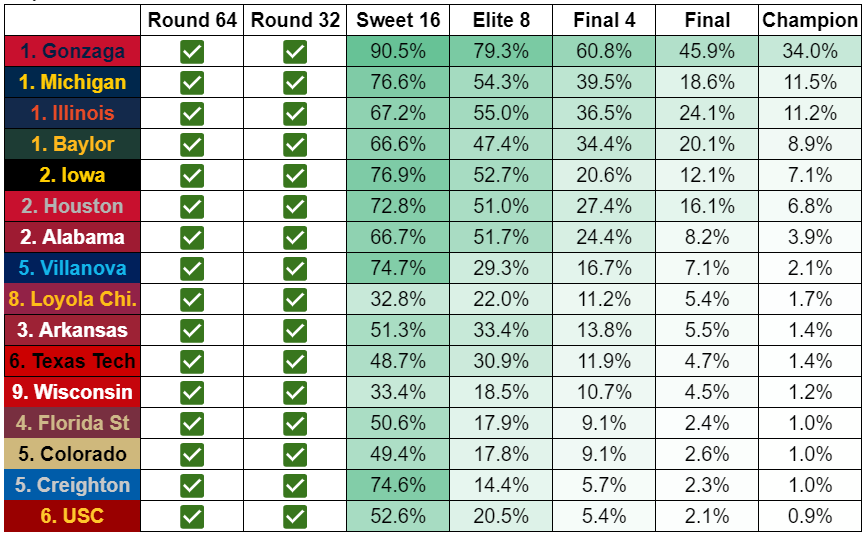 Round 64 Round 32 Sweet 16 Elite 8 Final 4 Final Champion
1. Gonzaga 90.5% 79.3% 60.8% 45.9% 34.0%
1. Michigan 76.6% 54.3% 39.5% 18.6% 11.5%
1. Illinois 67.2% 55.0% 36.5% 24.1% 11.2%
1. Baylor 66.6% 47.4% 34.4% 20.1% 8.9%
2. Iowa 76.9% 52.7% 20.6% 12.1% 7.1%
2. Houston 72.8% 51.0% 27.4% 16.1% 6.8%
2. Alabama 66.7% 51.7% 24.4% 8.2% 3.9%
5. Villanova 74.7% 29.3% 16.7% 7.1% 2.1%
8. Loyola Chi. 32.8% 22.0% 11.2% 5.4% 1.7%
3. Arkansas 51.3% 33.4% 13.8% 5.5% 1.4%
6. Texas Tech 48.7% 30.9% 11.9% 4.7% 1.4%
9. Wisconsin 33.4% 18.5% 10.7% 4.5% 1.2%
4. Florida St 50.6% 17.9% 9.1% 2.4% 1.0%
5. Colorado 49.4% 17.8% 9.1% 2.6% 1.0%
5. Creighton 74.6% 14.4% 5.7% 2.3% 1.0%
6. USC 52.6% 20.5% 5.4% 2.1% 0.9%